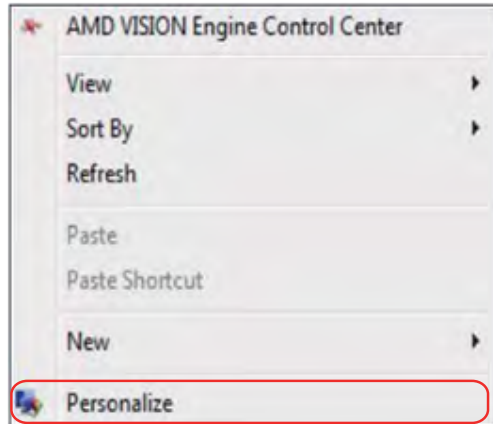 AMD VISION Engine Control Center
View
Sort By
Refresh
Paste
Paste Shortcut
New
Personalize